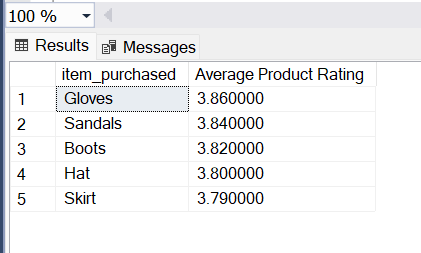 100 %
Results Messages
item_purchased Average Product Rating
1 Gloves 3.860000
2 Sandals 3.840000
3 Boots 3.820000
4 Hat 3.800000
5 Skirt 3.790000